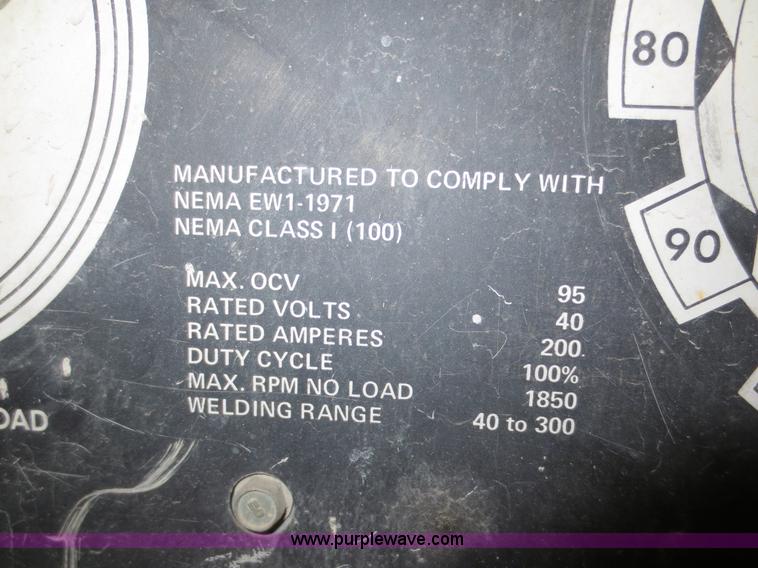 80
MANUFACTURED TO COMPLY WITH
NEMA EW1-1971
NEMA CLASS I (100)
90
MAX. OCV 95
RATED VOLTS 40
RATED AMPERES 200
DUTY CYCLE 100%
MAX. RPM NO LOAD 1850
WELDING RANGE 40 to 300
OAD
B
www.purplewave.com